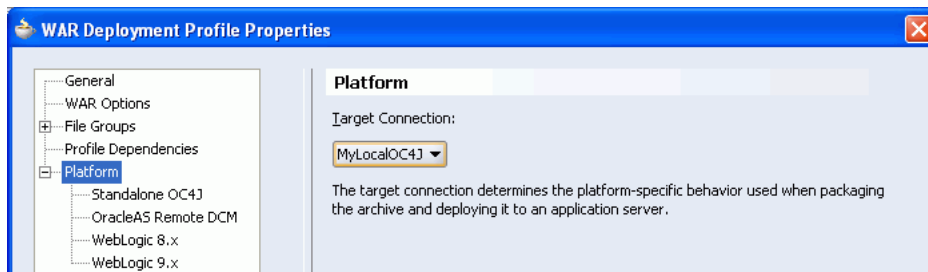 WAR Deployment Profile Properties
General
WAR Options
File Groups
Profile Dependencies
Platform
Standalone OC4J
OracleAS Remote DCM
WebLogic 8.x
WebLogic 9.x
Platform
Target Connection:
MyLocalOC4J
The target connection determines the platform-specific behavior used when packaging
the archive and deploying it to an application server.